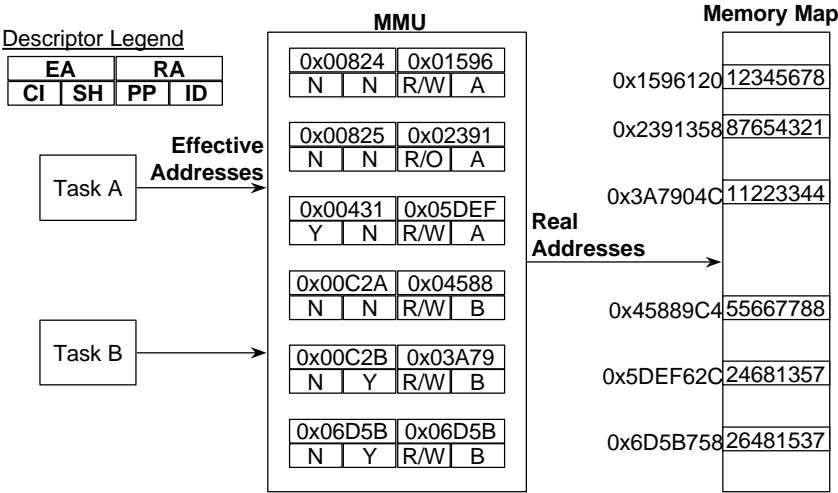 MMU
Memory Map
Descriptor Legend
EA RA
CI SH PP ID
0x00824 0x01596
N N R/W A
0x00825 0x02391
N N R/O A
0x00431 0x05DEF
Y N R/W A
0x00C2A 0x04588
N N R/W B
0x00C2B 0x03A79
N Y R/W B
0x06D5B 0x06D5B
N Y R/W B
Effective
Addresses
Task A
Task B
Real
Addresses
0x1596120 12345678
0x2391358 87654321
0x3A7904C 11223344
0x45889C4 55667788
0x5DEF62C 24681357
0x6D5B758 26481537